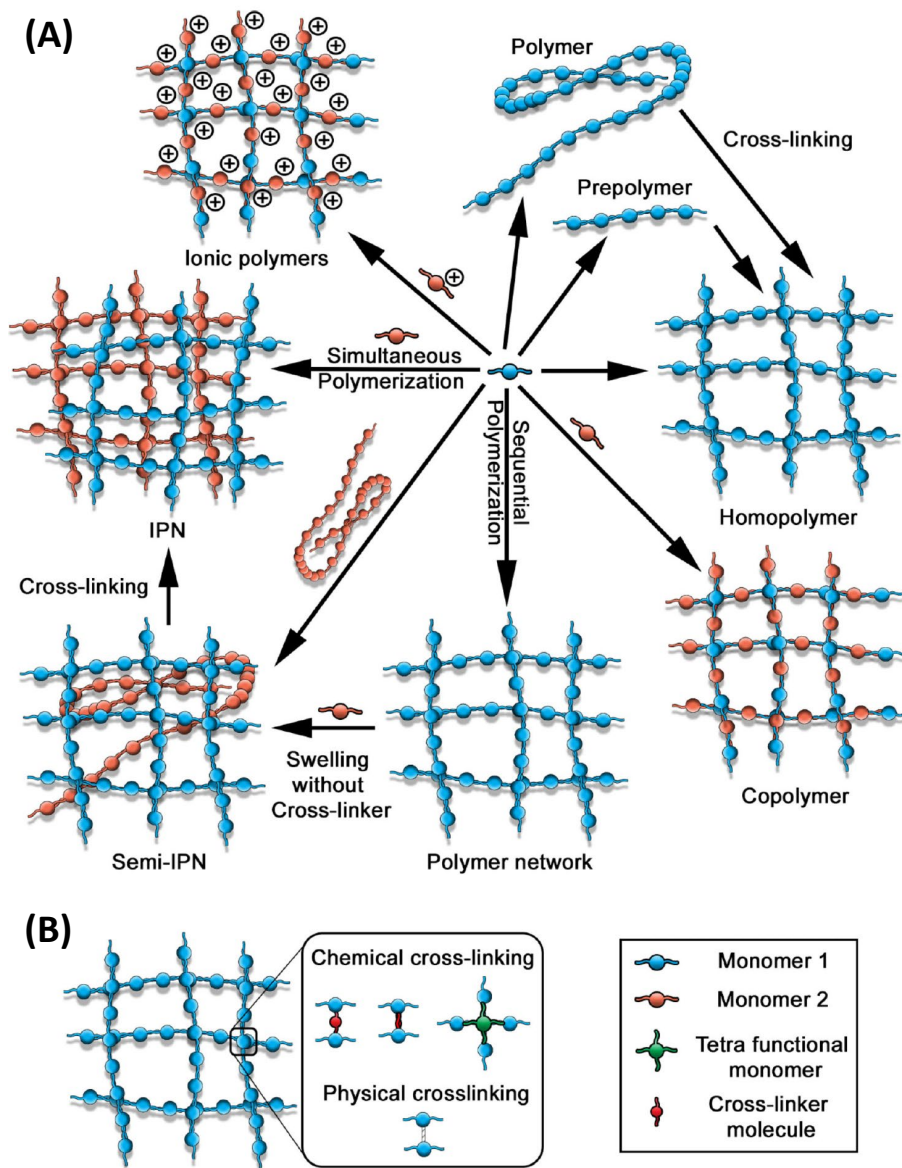 (A)
Polymer
Cross-linking
Prepolymer
Ionic polymers
Simultaneous
Polymerization
Sequential
Polymerization
Homopolymer
IPN
Cross-linking
Swelling
without
Cross-linker
Copolymer
Semi-IPN
Polymer network
(B)
Chemical cross-linking
Physical crosslinking
Monomer 1
Monomer 2
Tetra functional
monomer
Cross-linker
molecule